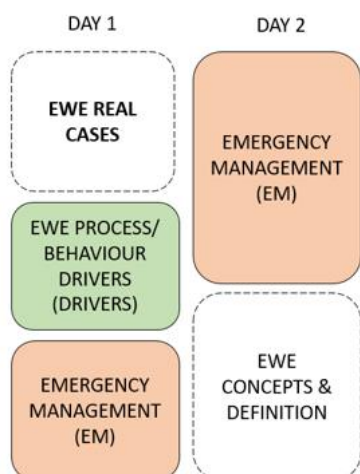 DAY 1
DAY 2
EWE REAL
CASES
EWE PROCESS/
BEHAVIOUR
DRIVERS
(DRIVERS)
EMERGENCY
MANAGEMENT
(EM)
EMERGENCY
MANAGEMENT
(EM)
EWE
CONCEPTS &
DEFINITION